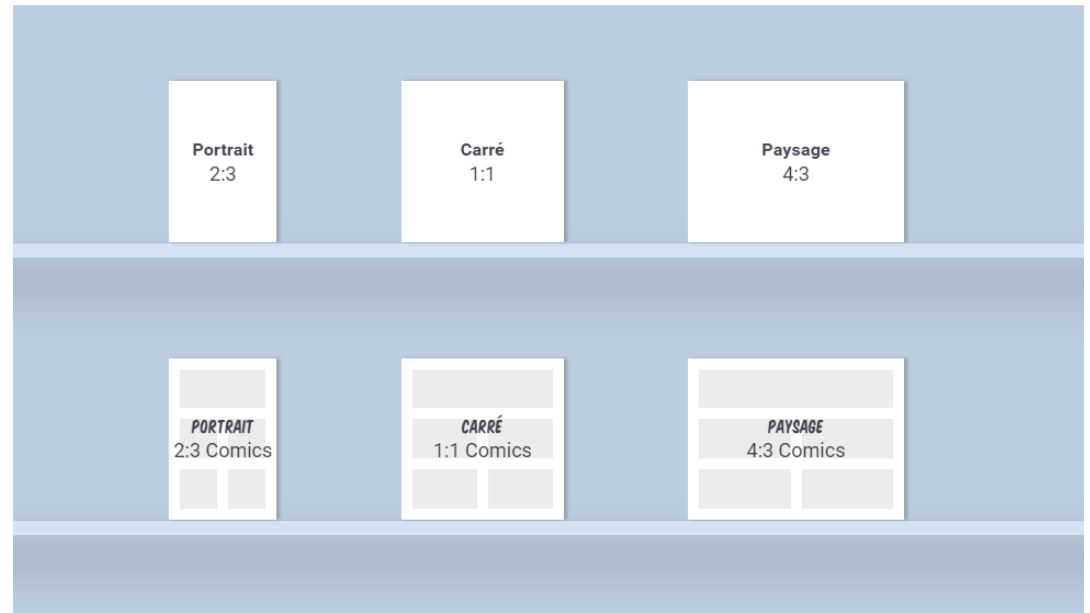 Portrait
2:3
Carré
1:1
Paysage
4:3
PORTRAIT
2:3 Comics
CARRÉ
1:1 Comics
PAYSAGE
4:3 Comics